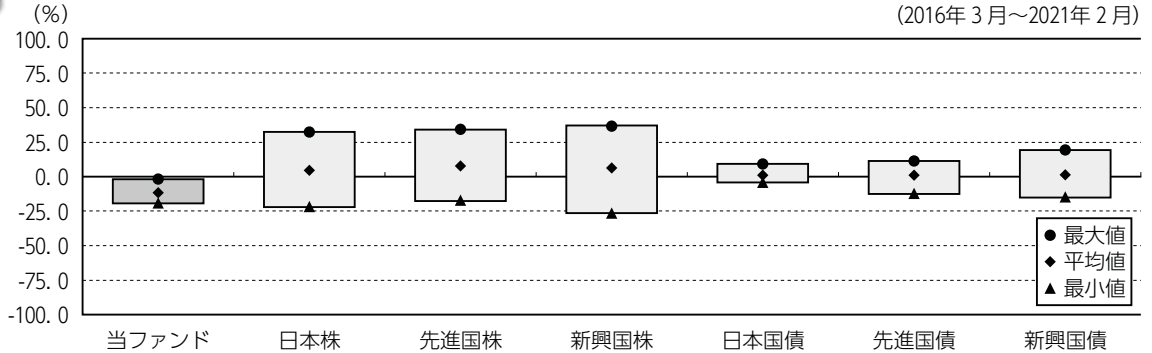 (%)
(2016年3月～2021年2月)
100.0
75.0
50.0
25.0
0.0
-25.0
-50.0
-75.0
-100.0
● 最大値
◆ 平均値
▲ 最小値
当ファンド 日本株 先進国株 新興国株 日本国債 先進国債 新興国債